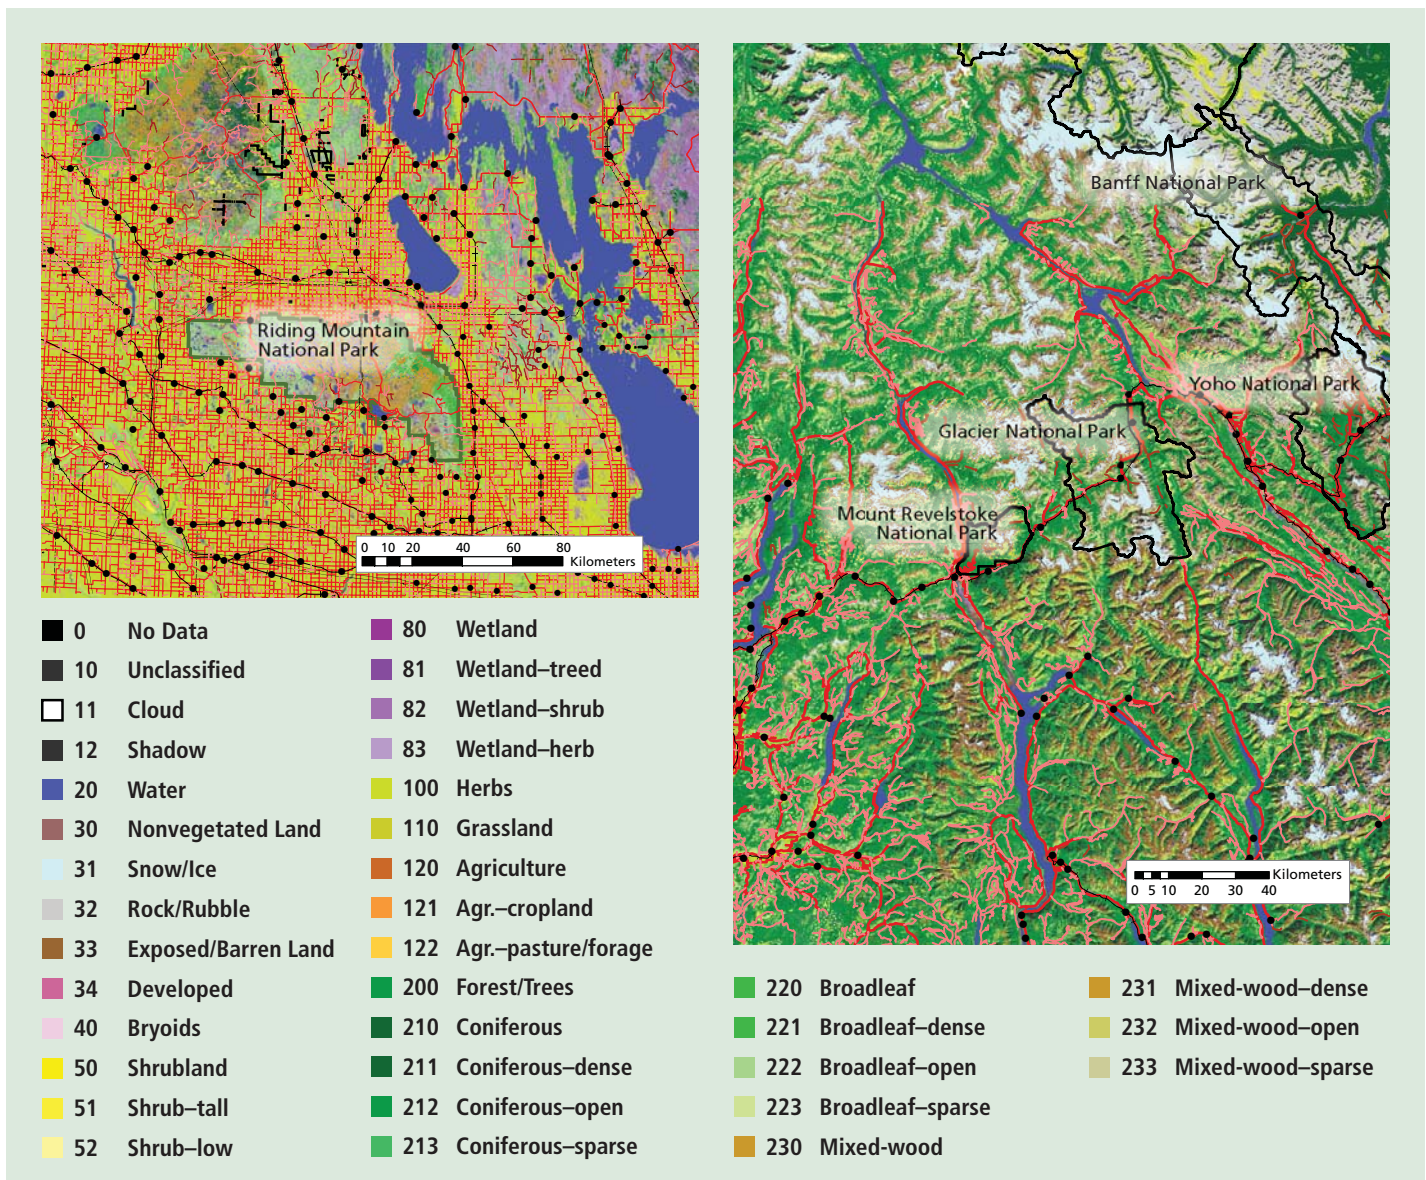 Riding Mountain
National Park
0 10 20 40 60 80
Kilometers
Banff National Park
Yoho National Park
Glacier National Park
Mount Revelstoke
National Park
Kilometers
0 5 10 20 30 40
0 No Data
10 Unclassified
11 Cloud
12 Shadow
20 Water
30 Nonvegetated Land
31 Snow/Ice
32 Rock/Rubble
33 Exposed/Barren Land
34 Developed
40 Bryoids
50 Shrubland
51 Shrub–tall
52 Shrub–low
80 Wetland
81 Wetland–treed
82 Wetland–shrub
83 Wetland–herb
100 Herbs
110 Grassland
120 Agriculture
121 Agr.–cropland
122 Agr.–pasture/forage
200 Forest/Trees
210 Coniferous
211 Coniferous–dense
212 Coniferous–open
213 Coniferous–sparse
220 Broadleaf
221 Broadleaf–dense
222 Broadleaf–open
223 Broadleaf–sparse
230 Mixed-wood
231 Mixed-wood–dense
232 Mixed-wood–open
233 Mixed-wood–sparse